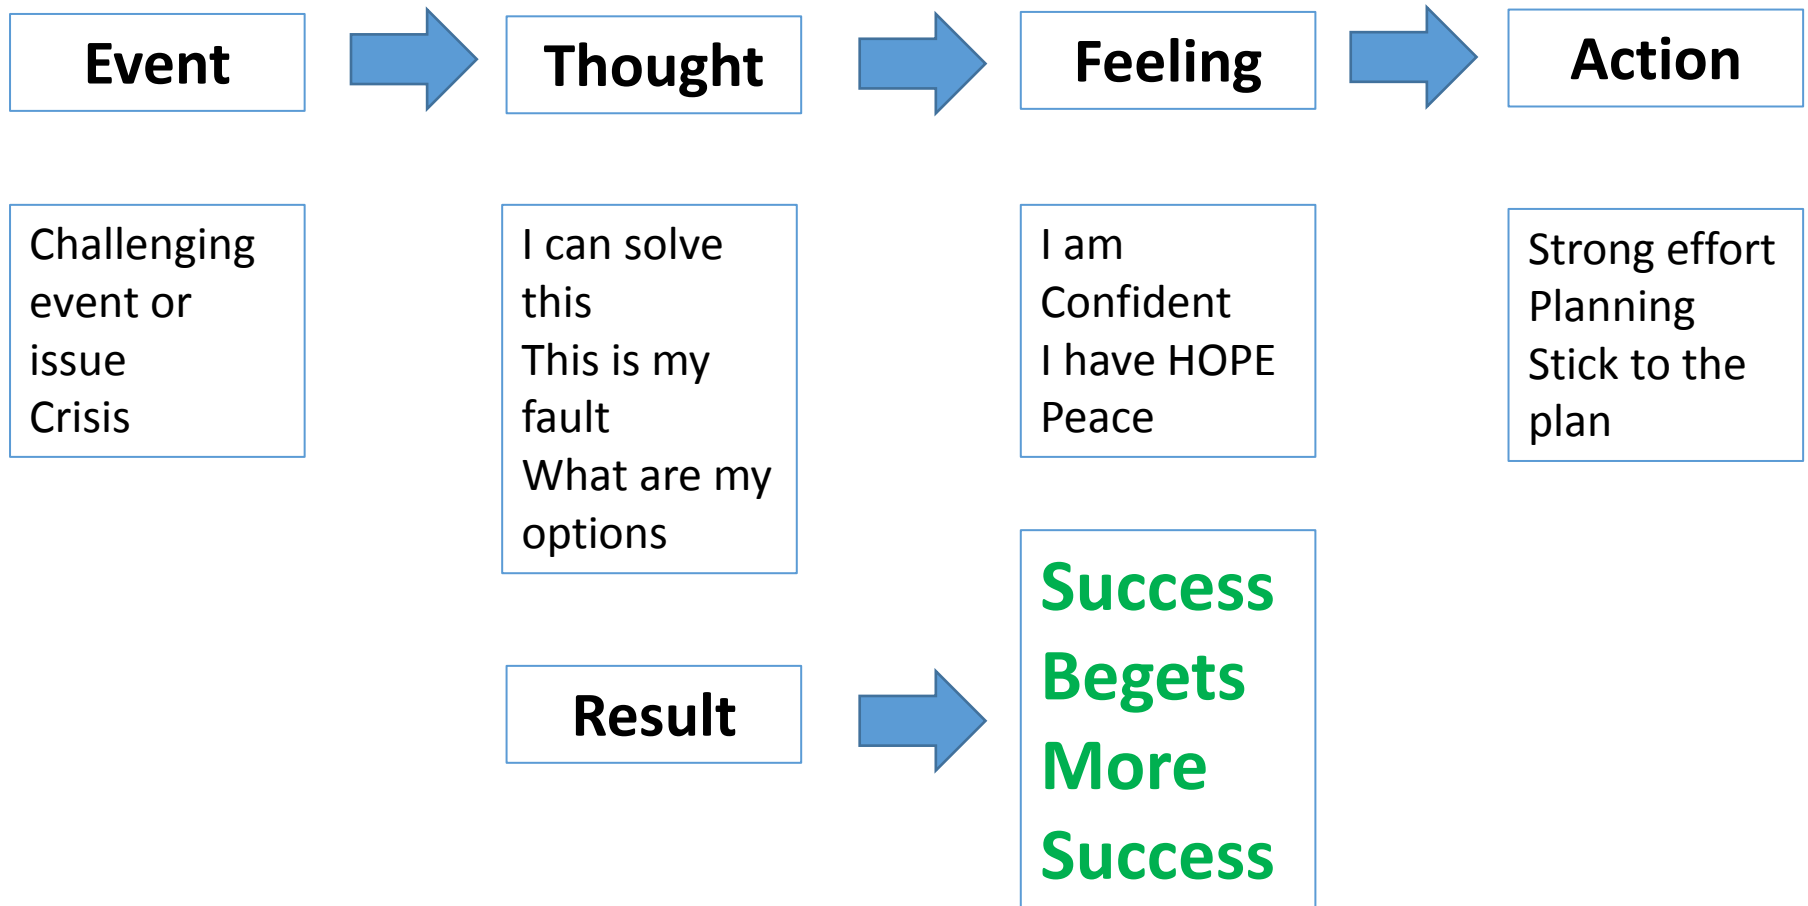 Event
Thought
Feeling
Action
Challenging
event or
issue
Crisis
I can solve
this
This is my
fault
What are my
options
I am
Confident
I have HOPE
Peace
Strong effort
Planning
Stick to the
plan
Result
Success
Begets
More
Success